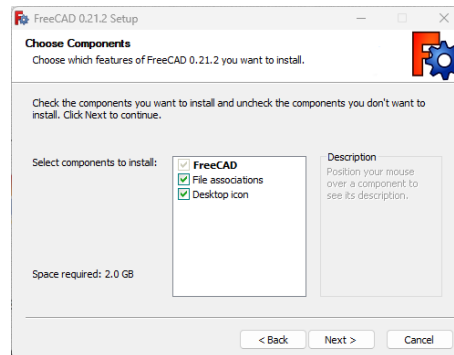 FreeCAD 0.21.2 Setup
Choose Components
Choose which features of FreeCAD 0.21.2 you want to install.
Check the components you want to install and uncheck the components you don't want to
install. Click Next to continue.
Select components to install:
FreeCAD
File associations
Desktop icon
Description
Position your mouse
over a component to
see its description.
Space required: 2.0 GB
< Back
Next >
Cancel